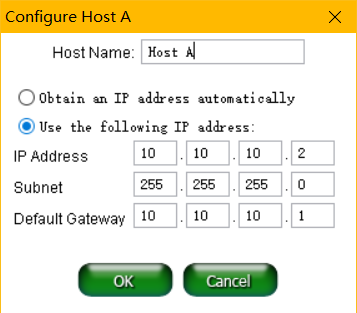 Configure Host A
Host Name: Host A
Obtain an IP address automatically
Use the following IP address:
IP Address 10 . 10 . 10 . 2
Subnet 255 . 255 . 255 . 0
Default Gateway 10 . 10 . 10 . 1
OK Cancel